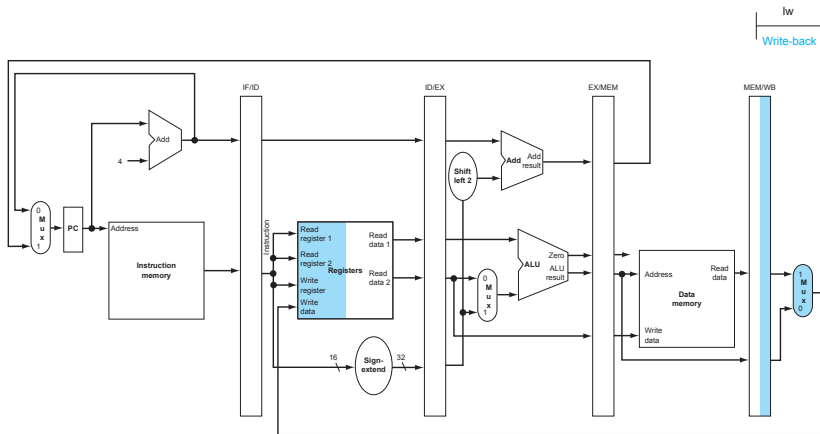 lw
Write-back
IF/ID
ID/EX
EX/MEM
MEM/WB
Add
4
0
M
u
x
1
PC
Address
Instruction
memory
Instruction
Read
register 1
Read
register 2
Write
register
Write
data
Registers
Read
data 1
Read
data 2
16
Sign-
extend
32
Shift
left 2
Add
Add
result
0
M
u
x
1
ALU
Zero
ALU
result
Address
Write
data
Read
data
Data
memory
1
M
u
x
0